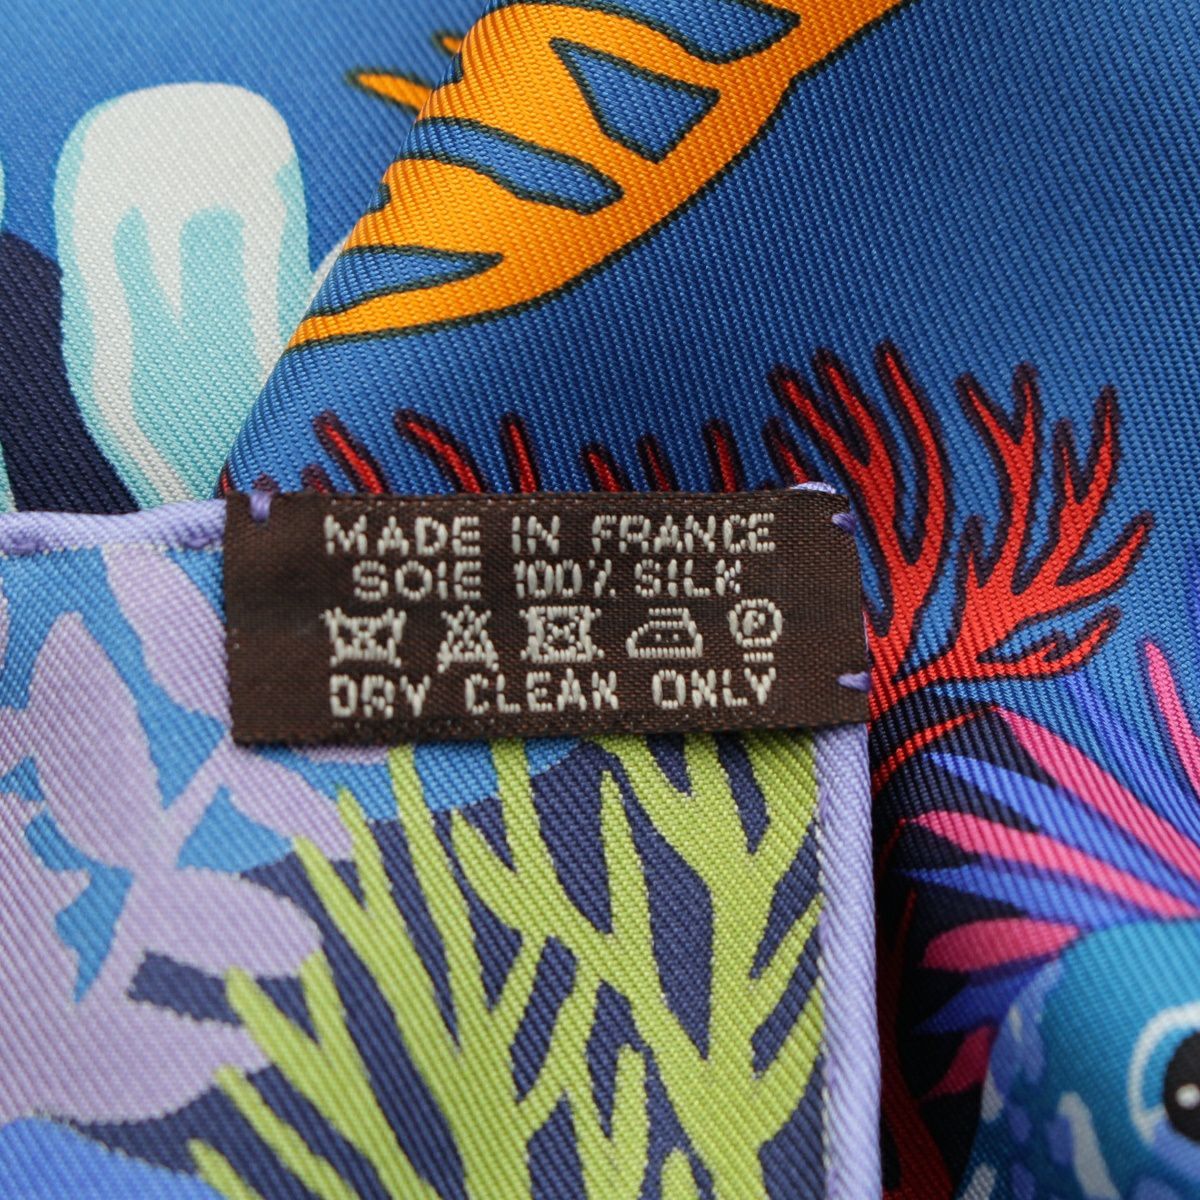 MADE IN FRANCE
SOIE 100% SILK
P
DRY CLEAN ONLY